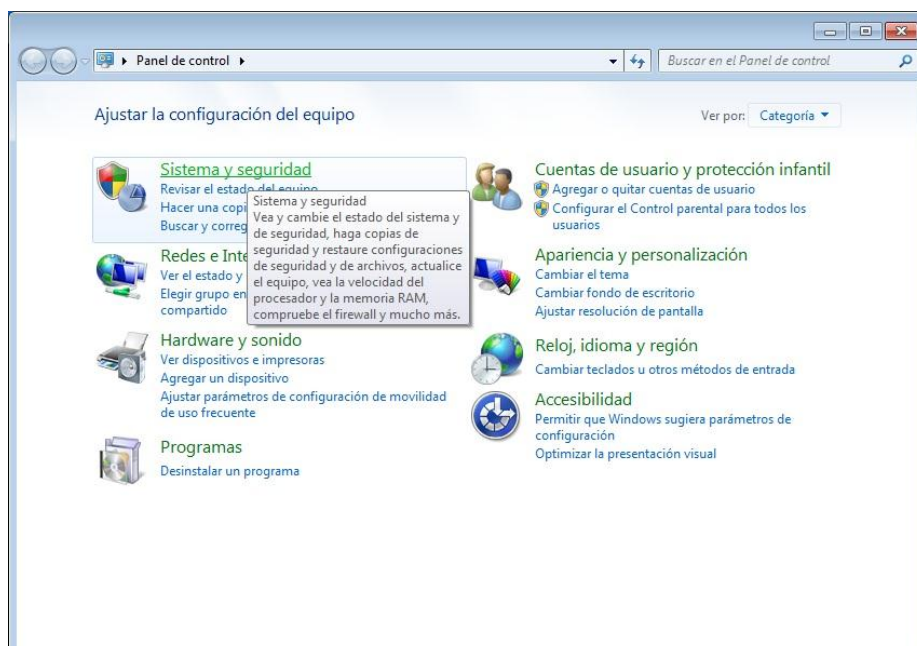 Panel de control
Buscar en el Panel de control
Ajustar la configuración del equipo
Ver por: Categoría
Sistema y seguridad
Revisar el estado del equipo
Hacer una copi
Buscar y correg
Sistema y seguridad
Vea y cambie el estado del sistema y
de seguridad, haga copias de
seguridad y restaure configuraciones
de seguridad y de archivos, actualice
el equipo, vea la velocidad del
procesador y la memoria RAM,
compruebe el firewall y mucho más.
Redes e Inte
Ver el estado y
Elegir grupo en
compartido
Hardware y sonido
Ver dispositivos e impresoras
Agregar un dispositivo
Ajustar parámetros de configuración de movilidad
de uso frecuente
Programas
Desinstalar un programa
Cuentas de usuario y protección infantil
Agregar o quitar cuentas de usuario
Configurar el Control parental para todos los
usuarios
Apariencia y personalización
Cambiar el tema
Cambiar fondo de escritorio
Ajustar resolución de pantalla
Reloj, idioma y región
Cambiar teclados u otros métodos de entrada
Accesibilidad
Permitir que Windows sugiera parámetros de
configuración
Optimizar la presentación visual